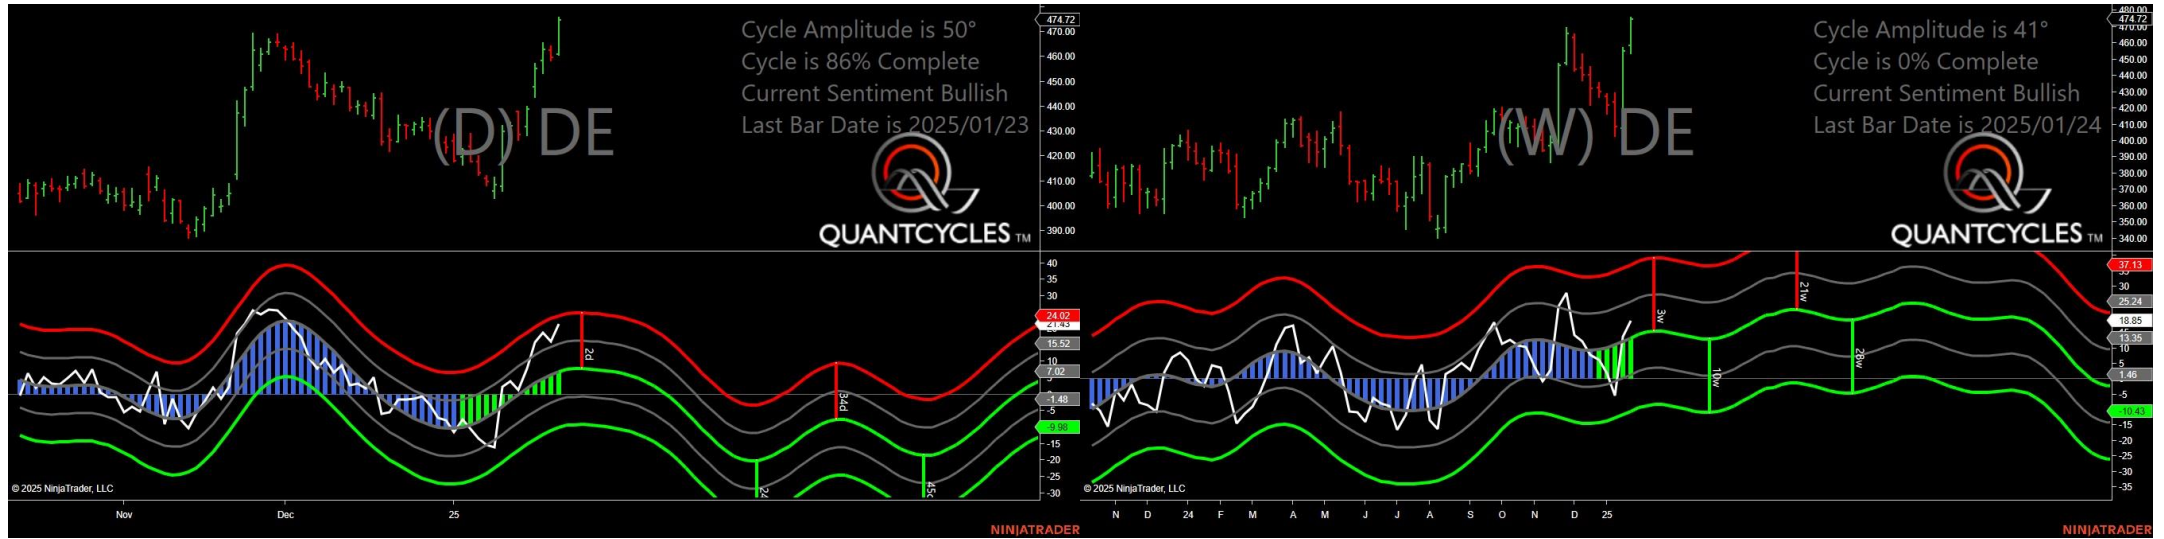 Cycle Amplitude is 50°
Cycle is 86% Complete
Current Sentiment Bullish
Last Bar Date is 2025/01/23
(D) DE
QUANTCYCLES TM
474.72
470.00
460.00
450.00
440.00
430.00
420.00
410.00
400.00
390.00
40
35
30
24.02
21.43
15.52
10
7.02
-1.48
-5
-9.98
-15
-20
-25
-30
2d
34d
24
45d
© 2025 NinjaTrader, LLC
Nov
Dec
25
NINJATRADER
Cycle Amplitude is 41°
Cycle is 0% Complete
Current Sentiment Bullish
Last Bar Date is 2025/01/24
(W) DE
QUANTCYCLES TM
480.00
474.72
470.00
460.00
450.00
440.00
430.00
420.00
410.00
400.00
390.00
380.00
370.00
360.00
350.00
340.00
37.13
35
30
25.24
18.85
13.35
10
5
1.46
-5
-10.43
-15
-20
-25
-30
-35
3w
10w
21w
28w
© 2025 NinjaTrader, LLC
N
D
24
F
M
A
M
J
J
A
S
O
N
D
25
NINJATRADER